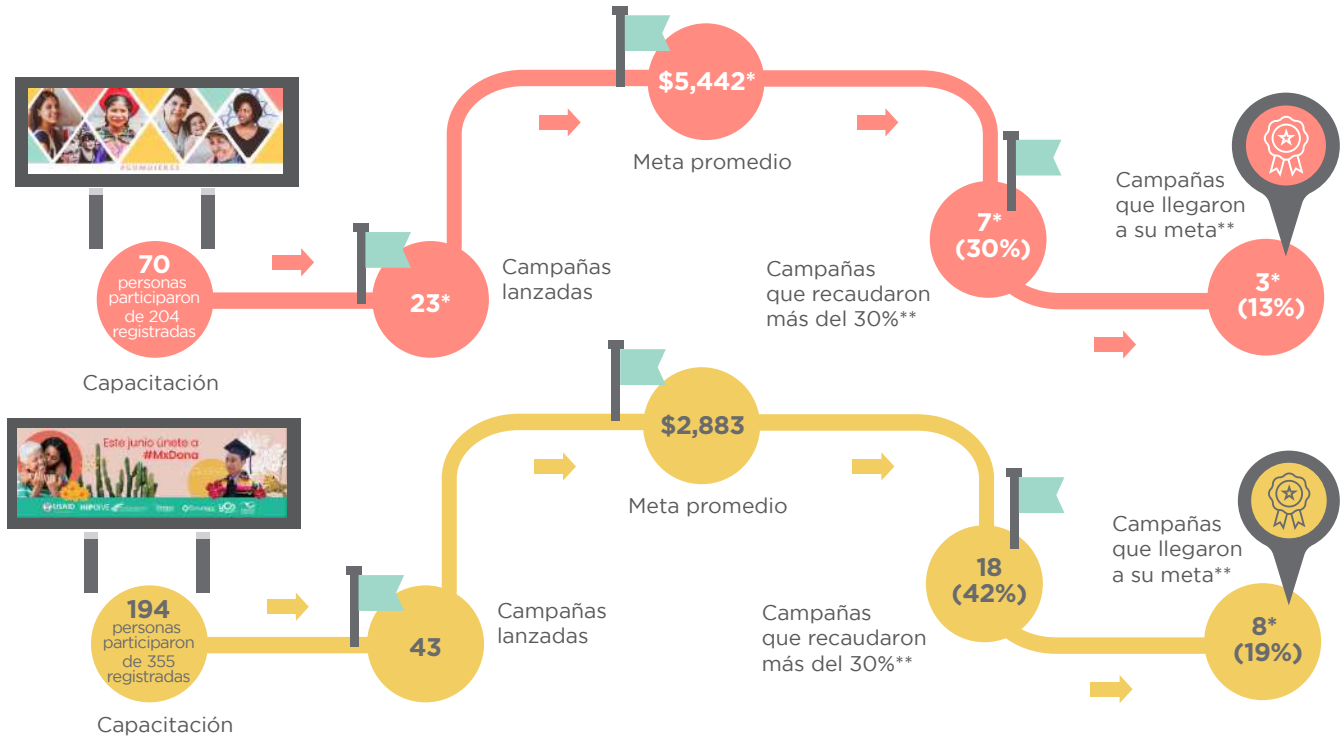 #GUMUJERES
70
personas
participaron
de 204
registradas
Capacitación
23*
Campañas
lanzadas
$5,442*
Meta promedio
7*
(30%)
Campañas
que recaudaron
más del 30%**
Campañas
que llegaron
a su meta**
3*
(13%)
Este junio únete a
#MxDona
USAID HIPGIVE
194
personas
participaron
de 355
registradas
Capacitación
43
Campañas
lanzadas
$2,883
Meta promedio
18
(42%)
Campañas
que recaudaron
más del 30%**
Campañas
que llegaron
a su meta**
8*
(19%)